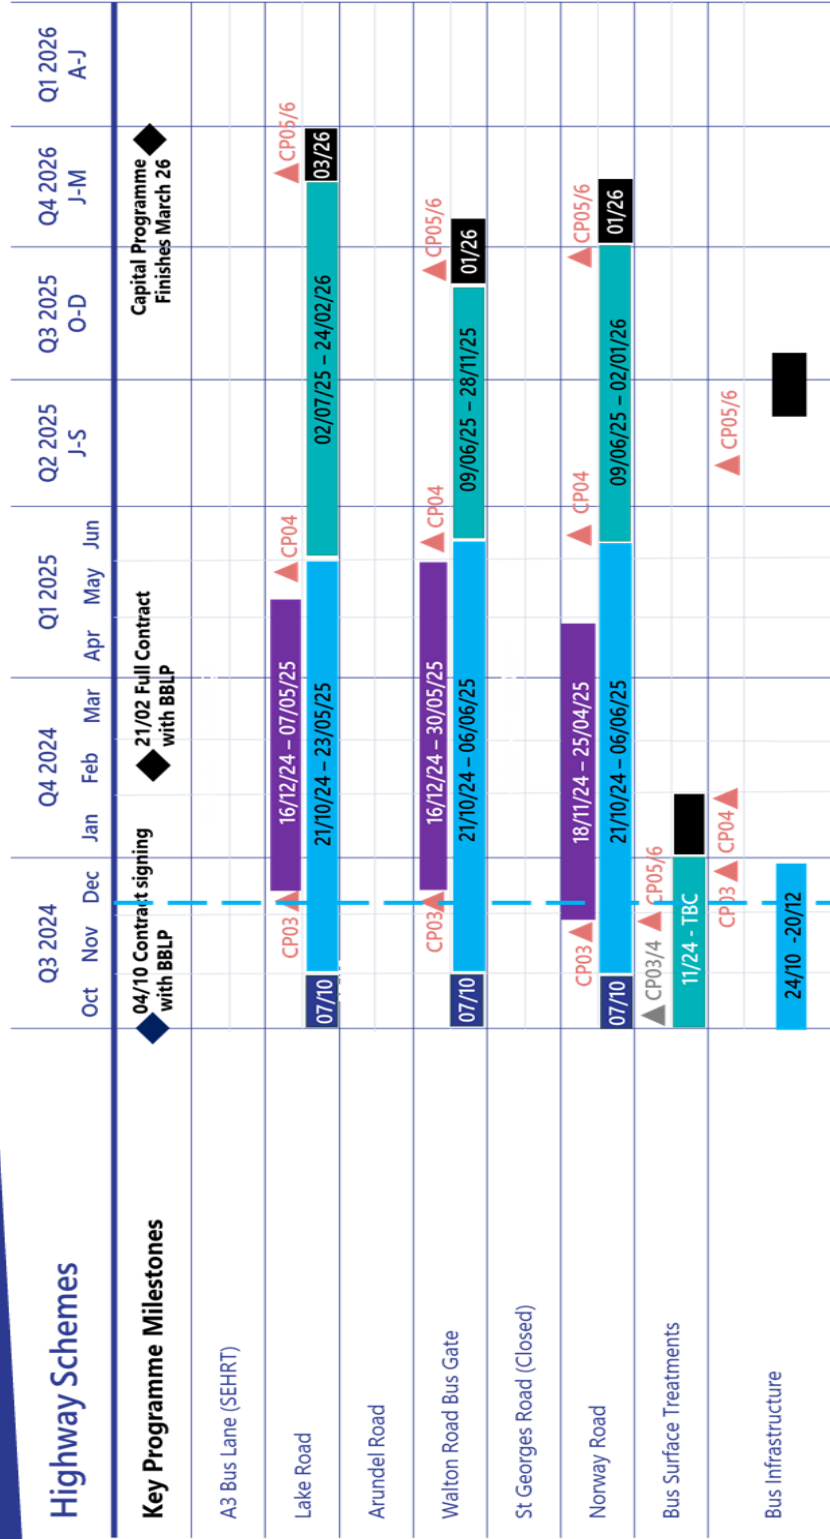 Highway Schemes
Q3 2024
Q4 2024
Q1 2025
Q2 2025
Q3 2025
Q4 2026
Q1 2026
Oct Nov Dec Jan Feb Mar Apr May Jun
J-S
O-D
J-M
A-J
Key Programme Milestones
04/10 Contract signing
with BBLP
21/02 Full Contract
with BBLP
Capital Programme
Finishes March 26
A3 Bus Lane (SEHRT)
Lake Road
CP03
16/12/24 – 07/05/25
CP04
CP05/6
07/10
21/10/24 – 23/05/25
02/07/25 – 24/02/26
03/26
Arundel Road
Walton Road Bus Gate
CP03
16/12/24 – 30/05/25
CP04
CP05/6
07/10
21/10/24 – 06/06/25
09/06/25 – 28/11/25
01/26
St Georges Road (Closed)
Norway Road
CP03
18/11/24 – 25/04/25
CP04
CP05/6
07/10
21/10/24 – 06/06/25
09/06/25 – 02/01/26
01/26
Bus Surface Treatments
CP03/4
CP05/6
11/24 - TBC
Bus Infrastructure
CP03
CP04
CP05/6
24/10 -20/12